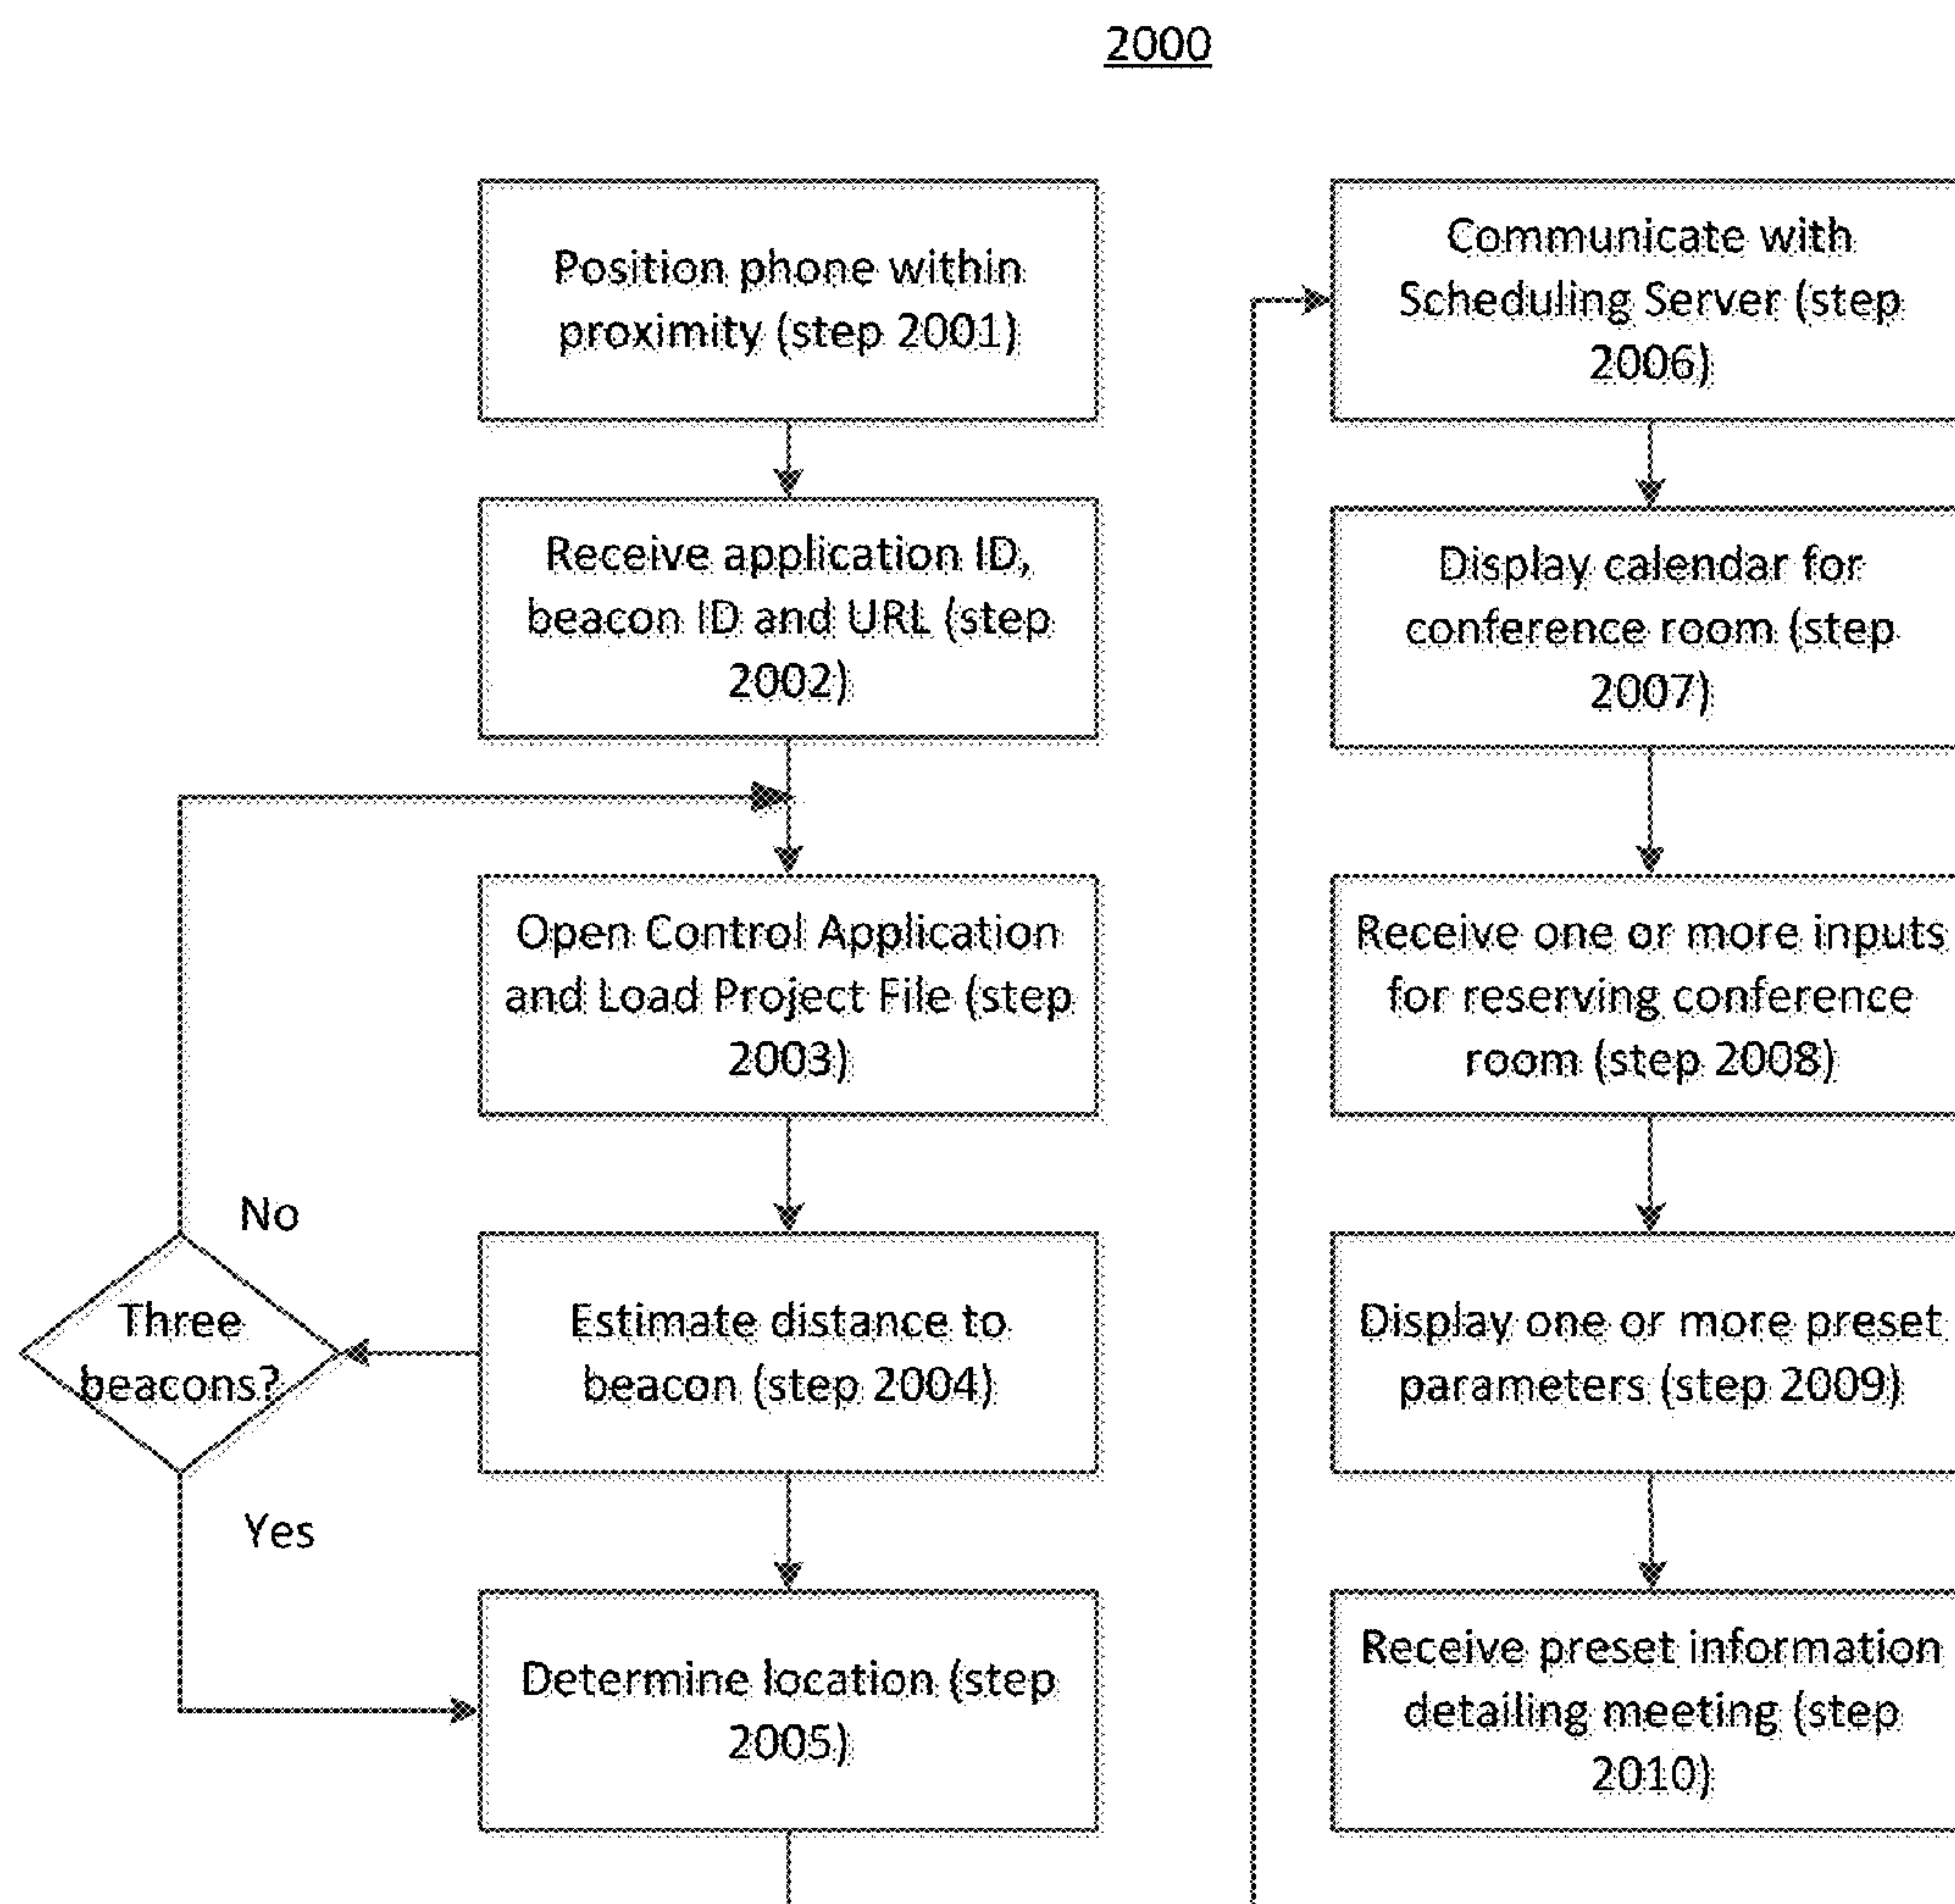 2000
Position phone within
proximity (step 2001)
Receive application ID,
beacon ID and URL (step
2002)
Open Control Application
and Load Project File (step
2003)
No
Three
beacons?
Estimate distance to
beacon (step 2004)
Yes
Determine location (step
2005)
Communicate with
Scheduling Server (step
2006)
Display calendar for
conference room (step
2007)
Receive one or more inputs
for reserving conference
room (step 2008)
Display one or more preset
parameters (step 2009)
Receive preset information
detailing meeting (step
2010)